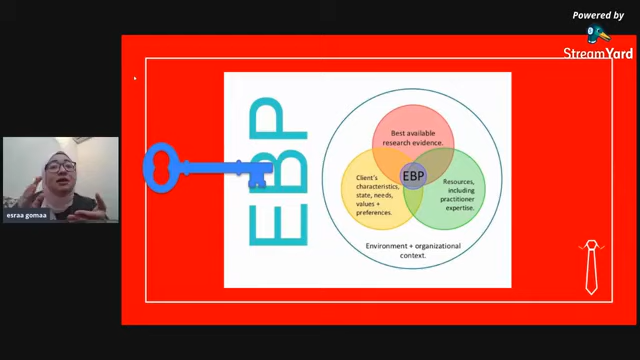 Powered by
StreamYard
EBP
Best available
research evidence.
EBP
Client's
characteristics,
state, needs,
values +
preferences.
Resources,
including
practitioner
expertise.
Environment + organizational
context.
esraa gomaa